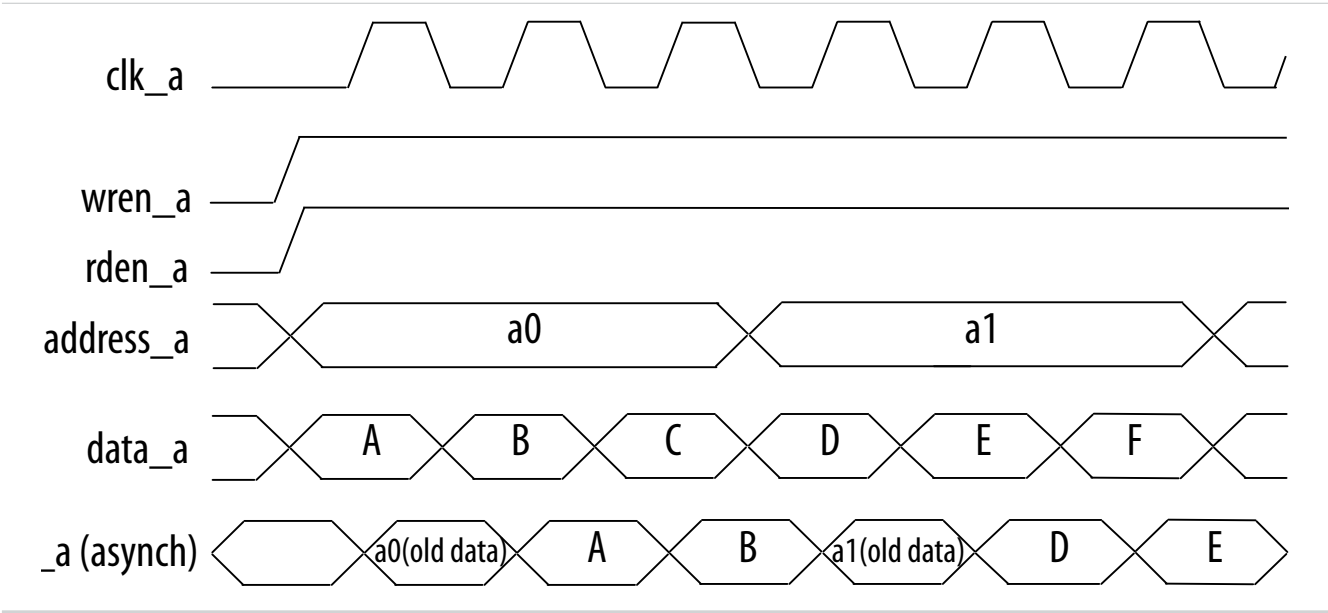 clk_a
wren_a
rden_a
address_a a0 a1
data_a A B C D E F
_a (asynch) a0(old data) A B a1(old data) D E